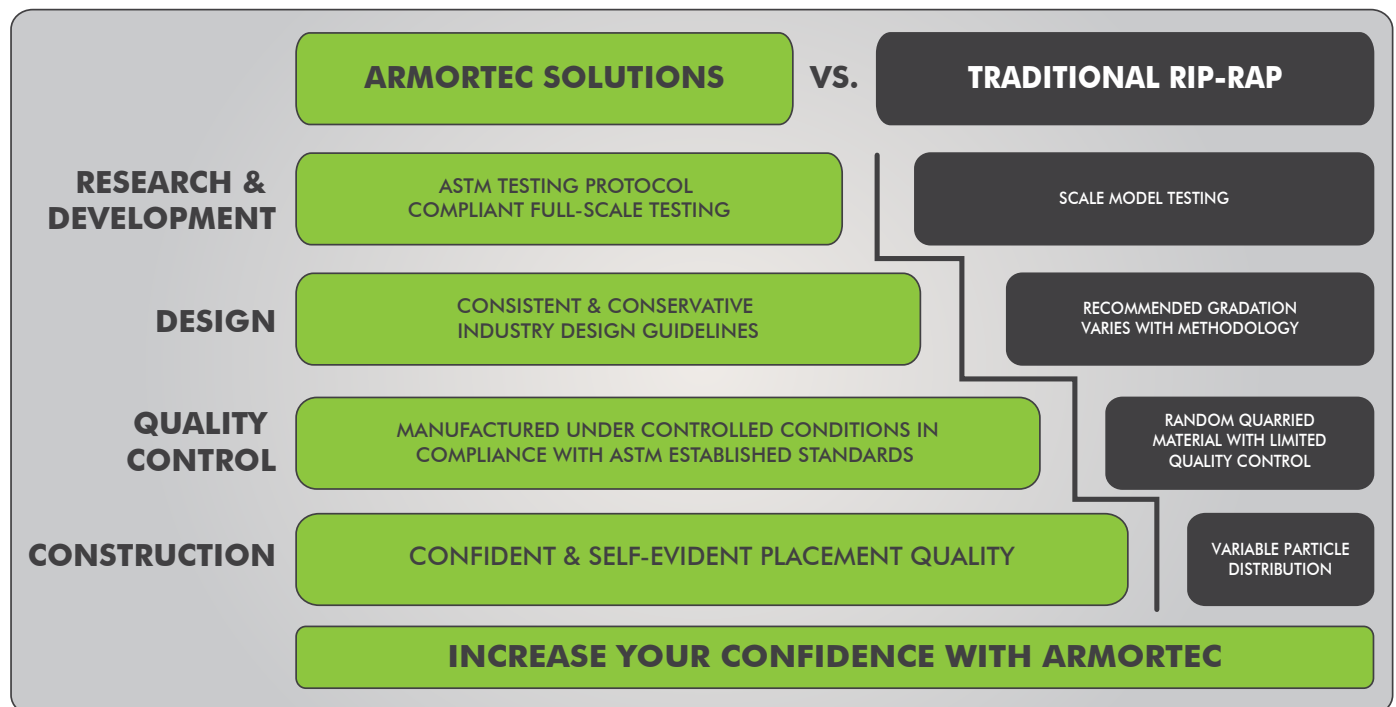 ARMORTEC SOLUTIONS
VS.
TRADITIONAL RIP-RAP
RESEARCH &
DEVELOPMENT
ASTM TESTING PROTOCOL
COMPLIANT FULL-SCALE TESTING
SCALE MODEL TESTING
DESIGN
CONSISTENT & CONSERVATIVE
INDUSTRY DESIGN GUIDELINES
RECOMMENDED GRADATION
VARIES WITH METHODOLOGY
QUALITY
CONTROL
MANUFACTURED UNDER CONTROLLED CONDITIONS IN
COMPLIANCE WITH ASTM ESTABLISHED STANDARDS
RANDOM QUARRIED
MATERIAL WITH LIMITED
QUALITY CONTROL
CONSTRUCTION
CONFIDENT & SELF-EVIDENT PLACEMENT QUALITY
VARIABLE PARTICLE
DISTRIBUTION
INCREASE YOUR CONFIDENCE WITH ARMORTEC